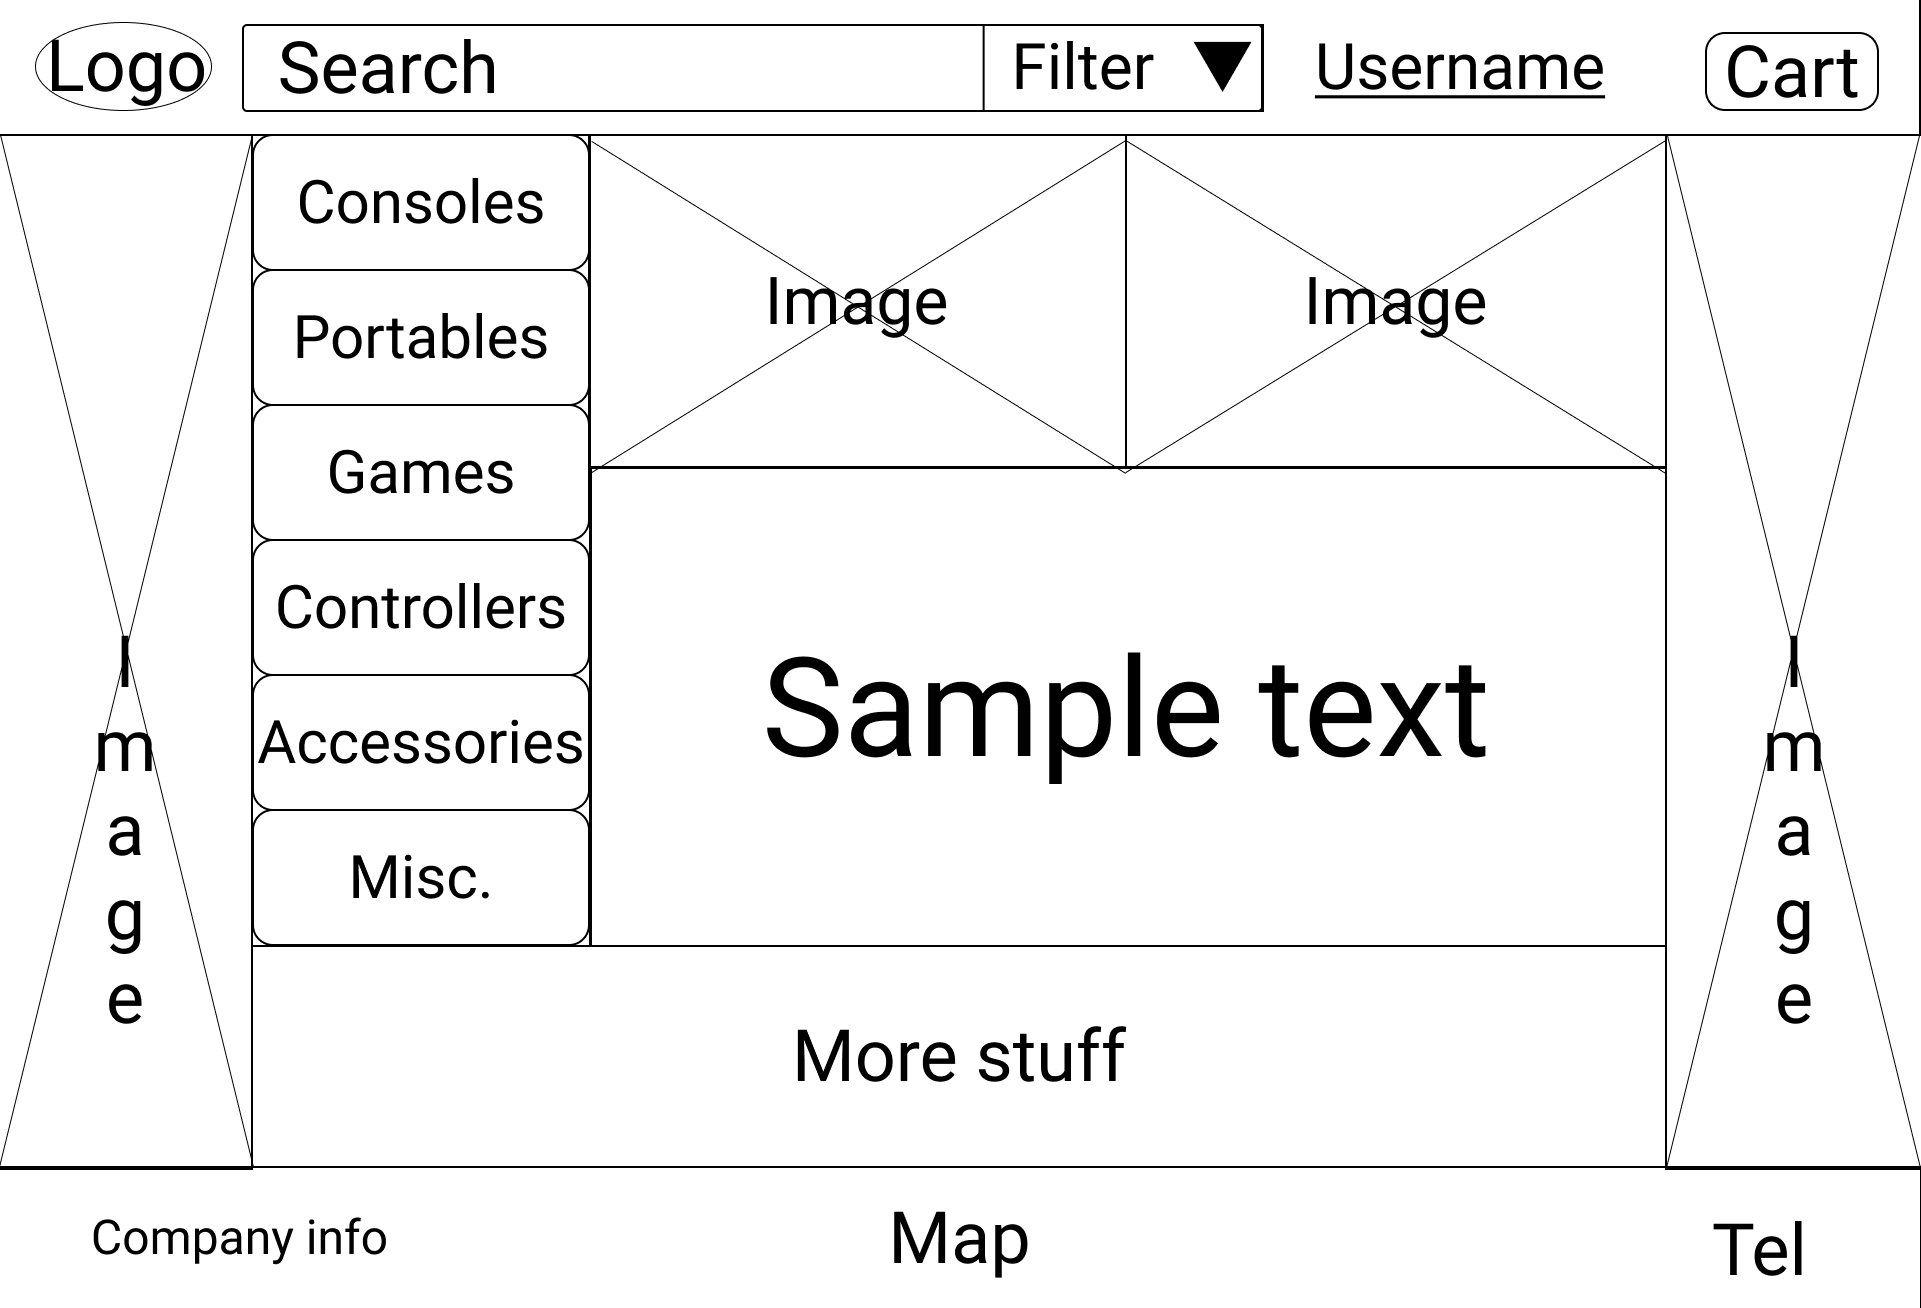 Logo
Search
Filter
Username
Cart
Consoles
Portables
Games
Controllers
Accessories
Misc.
Image
Image
Sample text
I
m
a
g
e
I
m
a
g
e
More stuff
Company info
Map
Tel